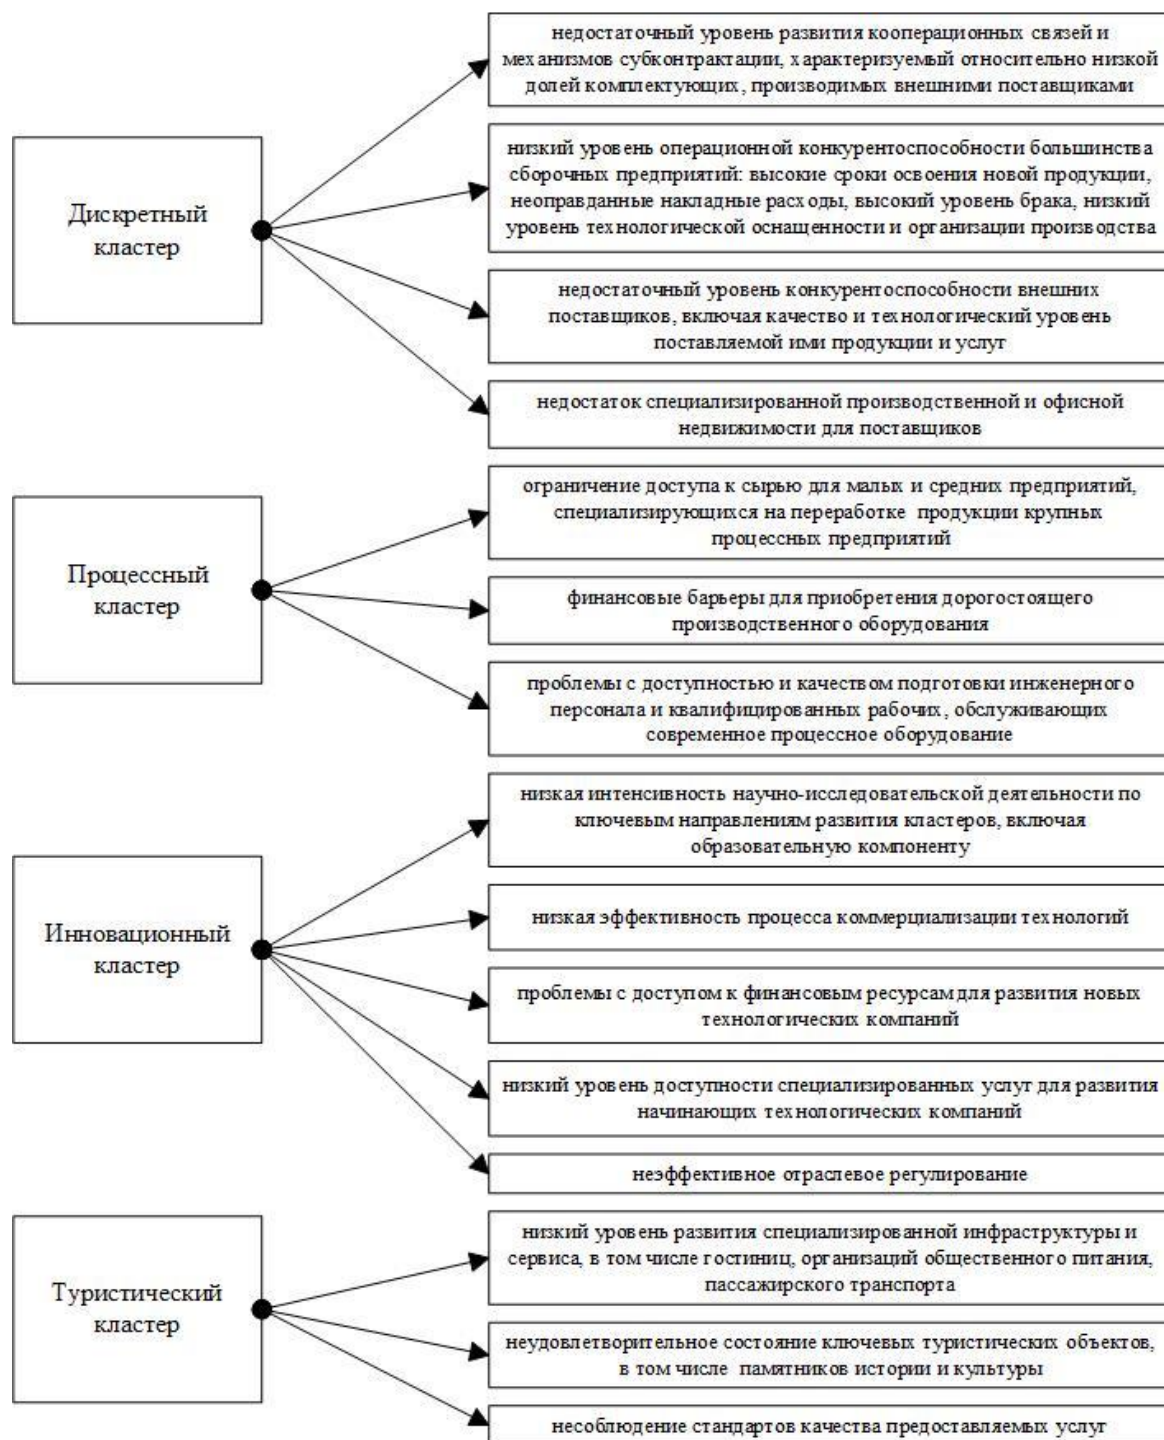 Дискретный
кластер
недостаточный уровень развития кооперационных связей и
механизмов субконтрактации, характеризуемый относительно низкой
долей комплектующих, производимых внешними поставщиками
низкий уровень операционной конкурентоспособности большинства
сборочных предприятий: высокие сроки освоения новой продукции,
неоправданные накладные расходы, высокий уровень брака, низкий
уровень технологической оснащенности и организации производства
недостаточный уровень конкурентоспособности внешних
поставщиков, включая качество и технологический уровень
поставляемой ими продукции и услуг
недостаток специализированной производственной и офисной
недвижимости для поставщиков
Процессный
кластер
ограничение доступа к сырью для малых и средних предприятий,
специализирующихся на переработке продукции крупных
процессных предприятий
финансовые барьеры для приобретения дорогостоящего
производственного оборудования
проблемы с доступностью и качеством подготовки инженерного
персонала и квалифицированных рабочих, обслуживающих
современное процессное оборудование
Инновационный
кластер
низкая интенсивность научно-исследовательской деятельности по
ключевым направлениям развития кластеров, включая
образовательную компоненту
низкая эффективность процесса коммерциализации технологий
проблемы с доступом к финансовым ресурсам для развития новых
технологических компаний
низкий уровень доступности специализированных услуг для развития
начинающих технологических компаний
неэффективное отраслевое регулирование
Туристический
кластер
низкий уровень развития специализированной инфраструктуры и
сервиса, в том числе гостиниц, организаций общественного питания,
пассажирского транспорта
неудовлетворительное состояние ключевых туристических объектов,
в том числе памятников истории и культуры
несоблюдение стандартов качества предоставляемых услуг